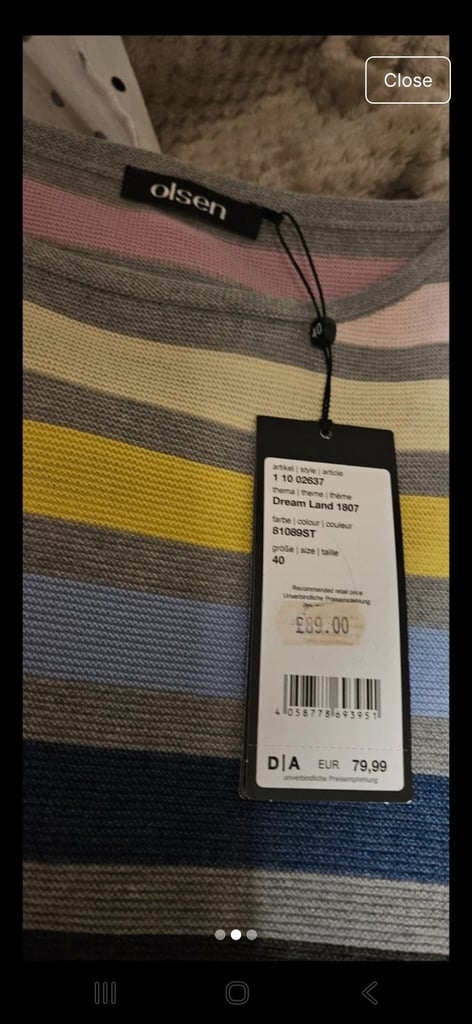 Close
olsen
40
artikel | style | article
1 10 02637
thema | theme | thème
Dream Land 1807
farbe | colour | couleur
81089ST
größe | size | taille
40
Recommended retail price
Unverbindliche Preisempfehlung
£89.00
4 058778 693951
D|A EUR 79,99
unverbindliche Preisempfehlung